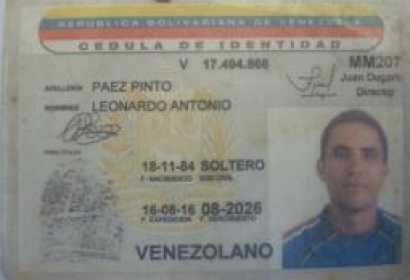 REPUBLICA BOLIVARIANA DE VENEZUELA
CEDULA DE IDENTIDAD
V 17.494.866 MM207
Juan Dugarte
Director
APELLIDOS PAEZ PINTO
NOMBRES LEONARDO ANTONIO
18-11-84 SOLTERO
F. NACIMIENTO EDO CIVIL
16-08-16 08-2026
F. EXPEDICION F. VENCIMIENTO
VENEZOLANO